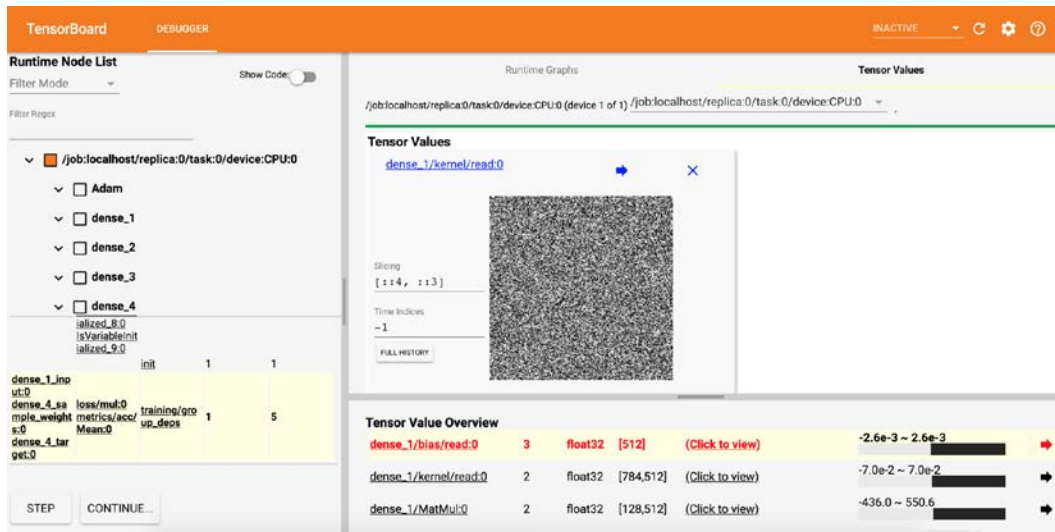 TensorBoard DEBUGGER INACTIVE
Runtime Node List
Show Code:
Filter Mode
Filter Regex
/job:localhost/replica:0/task:0/device:CPU:0
Adam
dense_1
dense_2
dense_3
dense_4
ialized_8:0
IsVariableInit
ialized_9:0
init 1 1
dense_1_inp
ut:0
dense_4_sa loss/mul:0
mple_weight metrics/acc/ training/gro 1 5
s:0 Mean:0 up_deps
dense_4_tar
get:0
STEP CONTINUE...
Runtime Graphs Tensor Values
/job:localhost/replica:0/task:0/device:CPU:0 (device 1 of 1) /job:localhost/replica:0/task:0/device:CPU:0
Tensor Values
dense_1/kernel/read:0
Slicing
[::4, ::3]
Time Indices
-1
FULL HISTORY
Tensor Value Overview
dense_1/bias/read:0 3 float32 [512] (Click to view) -2.6e-3 ~ 2.6e-3
dense_1/kernel/read:0 2 float32 [784,512] (Click to view) -7.0e-2 ~ 7.0e-2
dense_1/MatMul:0 2 float32 [128,512] (Click to view) -436.0 ~ 550.6